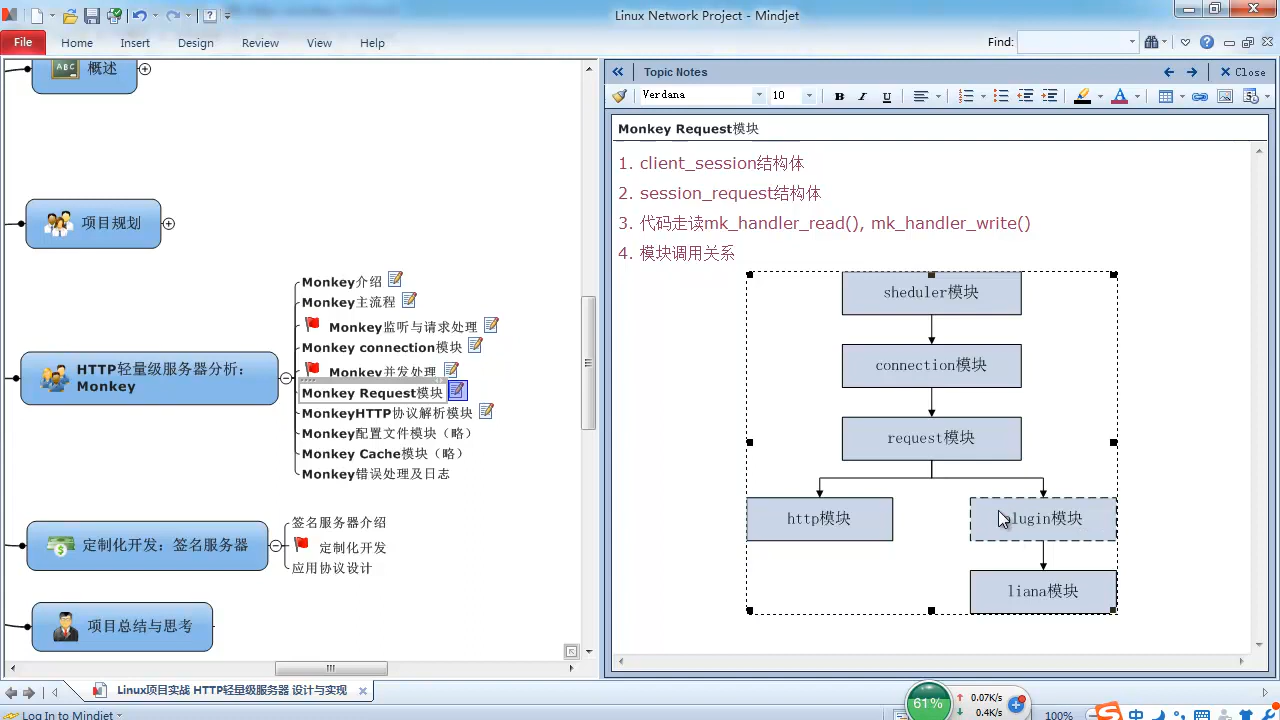 Linux Network Project - Mindjet
File
Home
Insert
Design
Review
View
Help
Find:
ABC
概述
项目规划
HTTP轻量级服务器分析：
Monkey
Monkey介绍
Monkey主流程
Monkey监听与请求处理
Monkey connection模块
Monkey并发处理
Monkey Request模块
MonkeyHTTP协议解析模块
Monkey配置文件模块（略）
Monkey Cache模块（略）
Monkey错误处理及日志
定制化开发：签名服务器
签名服务器介绍
定制化开发
应用协议设计
项目总结与思考
Topic Notes
Close
Verdana
10
B I U
A
Monkey Request模块
1. client_session结构体
2. session_request结构体
3. 代码走读mk_handler_read(), mk_handler_write()
4. 模块调用关系
sheduler模块
connection模块
request模块
http模块
plugin模块
liana模块
Linux项目实战 HTTP轻量级服务器 设计与实现
Log In to Mindjet
61%
0.07K/s
0.4K/s
100%
中